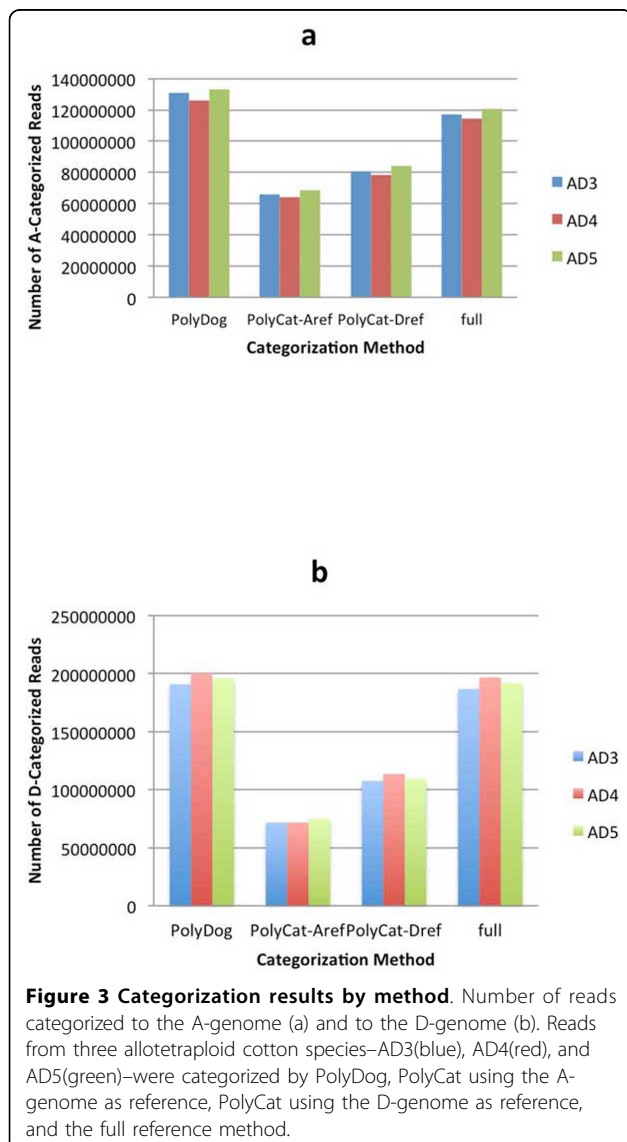 a
140000000
120000000
100000000
80000000
60000000
40000000
20000000
0
Number of A-Categorized Reads
PolyDog
PolyCat-Aref
PolyCat-Dref
full
Categorization Method
AD3
AD4
AD5
b
250000000
200000000
150000000
100000000
50000000
0
Number of D-Categorized Reads
PolyDog
PolyCat-Aref
PolyCat-Dref
full
Categorization Method
AD3
AD4
AD5
Figure 3 Categorization results by method. Number of reads
categorized to the A-genome (a) and to the D-genome (b). Reads
from three allotetraploid cotton species–AD3(blue), AD4(red), and
AD5(green)–were categorized by PolyDog, PolyCat using the A-
genome as reference, PolyCat using the D-genome as reference,
and the full reference method.